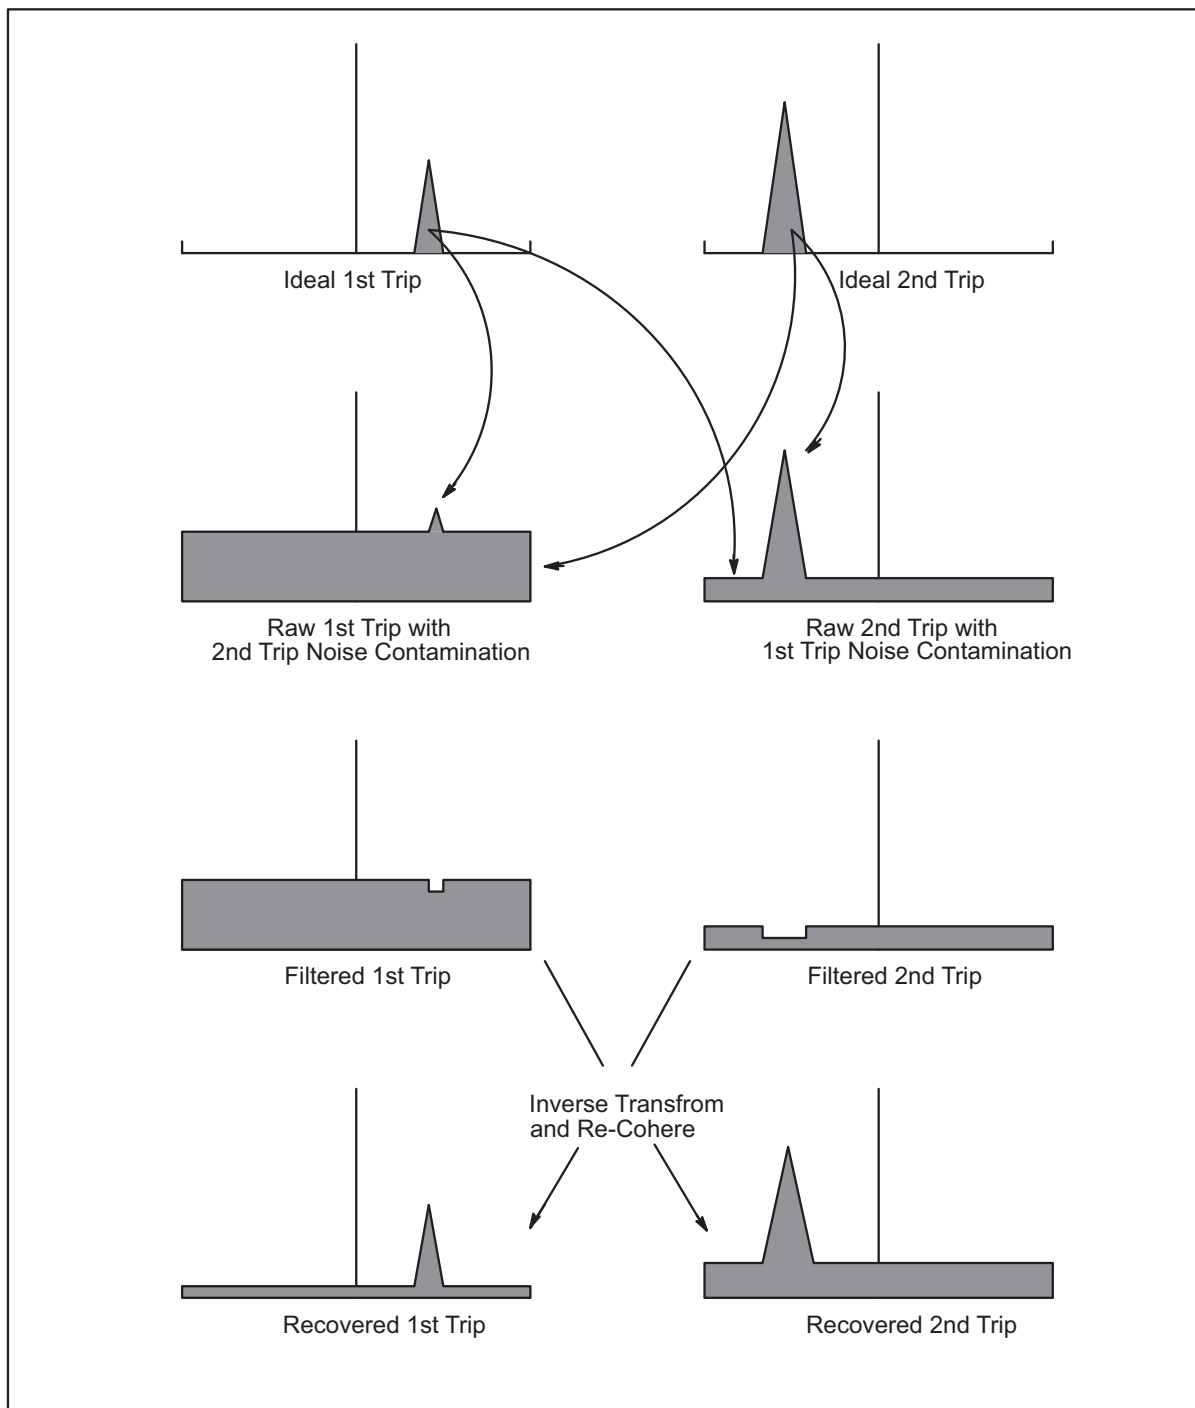 Ideal 1st Trip
Ideal 2nd Trip
Raw 1st Trip with
2nd Trip Noise Contamination
Raw 2nd Trip with
1st Trip Noise Contamination
Filtered 1st Trip
Filtered 2nd Trip
Inverse Transfrom
and Re-Cohere
Recovered 1st Trip
Recovered 2nd Trip